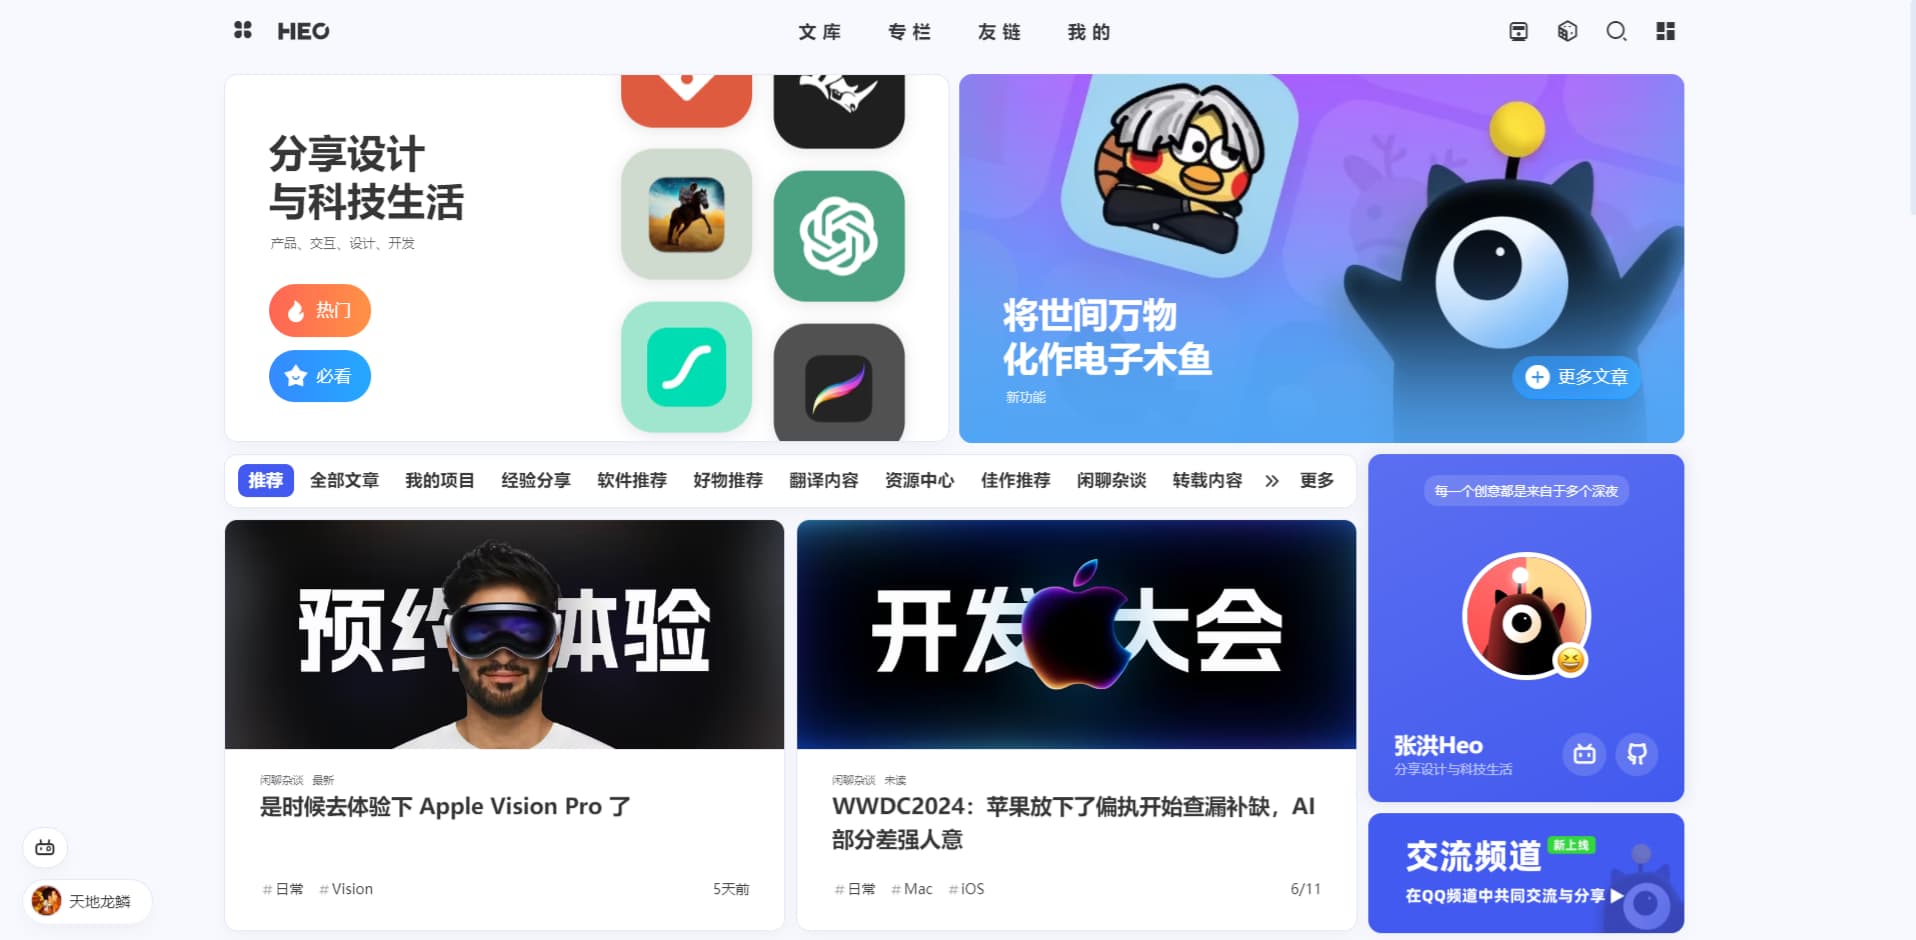 HEO
文库 专栏 友链 我的
分享设计
与科技生活
产品、交互、设计、开发
热门
必看
将世间万物
化作电子木鱼
新功能
更多文章
推荐 全部文章 我的项目 经验分享 软件推荐 好物推荐 翻译内容 资源中心 佳作推荐 闲聊杂谈 转载内容 » 更多
每一个创意都是来自于多个深夜
预约体验
开发大会
张洪Heo
分享设计与科技生活
闲聊杂谈 最新
是时候去体验下 Apple Vision Pro 了
#日常 #Vision 5天前
闲聊杂谈 未读
WWDC2024：苹果放下了偏执开始查漏补缺，AI
部分差强人意
#日常 #Mac #iOS 6/11
交流频道 新上线
在QQ频道中共同交流与分享▶
天地龙鳞